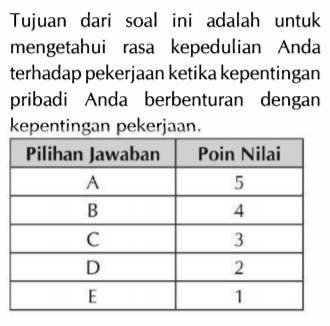 Tujuan dari soal ini adalah untuk
mengetahui rasa kepedulian Anda
terhadap pekerjaan ketika kepentingan
pribadi Anda berbenturan dengan
kepentingan pekerjaan.
Pilihan Jawaban Poin Nilai
A 5
B 4
C 3
D 2
E 1